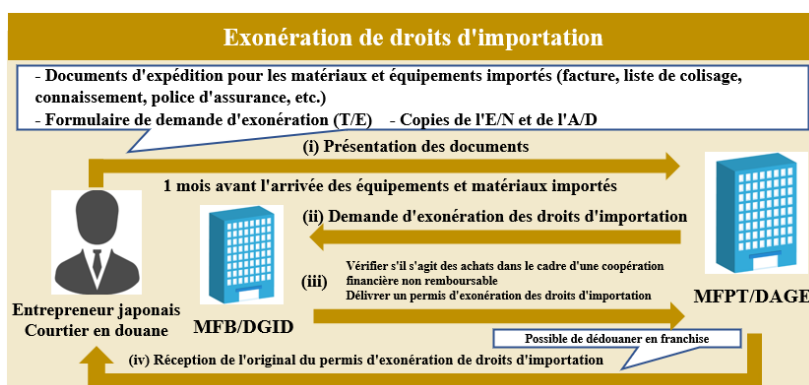 Exonération de droits d'importation
- Documents d'expédition pour les matériaux et équipements importés (facture, liste de colisage,
connaissement, police d'assurance, etc.)
- Formulaire de demande d'exonération (T/E) - Copies de l'E/N et de l'A/D
(i) Présentation des documents
1 mois avant l'arrivée des équipements et matériaux importés
(ii) Demande d'exonération des droits d'importation
(iii)
Vérifier s'il s'agit des achats dans le cadre d'une coopération
financière non remboursable
Délivrer un permis d'exonération des droits d'importation
Entrepreneur japonais
Courtier en douane
MFB/DGID
MFPT/DAGE
Possible de dédouaner en franchise
(iv) Réception de l'original du permis d'exonération de droits d'importation